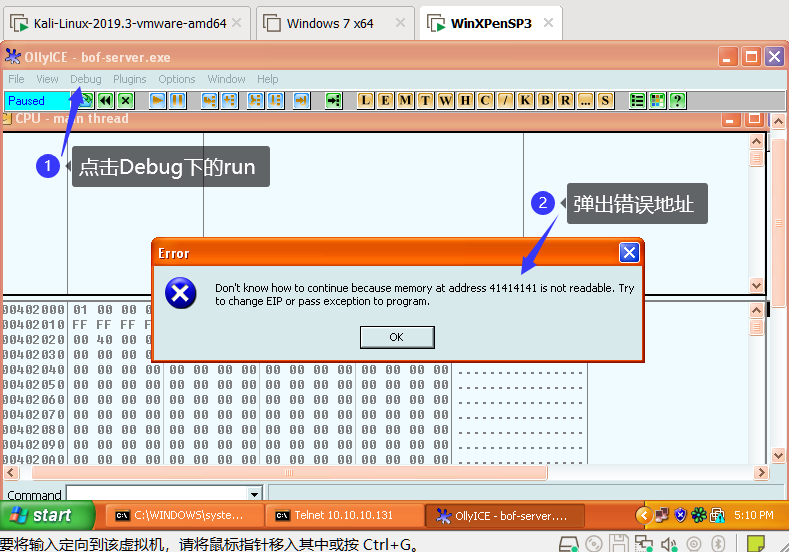 Kali-Linux-2019.3-vmware-amd64
Windows 7 x64
WinXPenSP3
OllyICE - bof-server.exe
File View Debug Plugins Options Window Help
Paused
L E M T W H C / K B R ... S
CPU - main thread
1
点击Debug下的run
2
弹出错误地址
Error
Don't know how to continue because memory at address 41414141 is not readable. Try
to change EIP or pass exception to program.
OK
00402000 01 00 00
00402010 FF FF FF F
00402020 00 40 00 0
00402030 00 00 00 0
00402040 00 00 00 00 00 00 00 00 00 00 00 00 00 00 00 00 ................
00402050 00 00 00 00 00 00 00 00 00 00 00 00 00 00 00 00 ................
00402060 00 00 00 00 00 00 00 00 00 00 00 00 00 00 00 00 ................
00402070 00 00 00 00 00 00 00 00 00 00 00 00 00 00 00 00 ................
00402080 00 00 00 00 00 00 00 00 00 00 00 00 00 00 00 00 ................
00402090 00 00 00 00 00 00 00 00 00 00 00 00 00 00 00 00 ................
004020A0 00 00 00 00 00 00 00 00 00 00 00 00 00 00 00 00 ................
Command
start
C:\WINDOWS\syste...
Telnet 10.10.10.131
OllyICE - bof-server....
5:10 PM
要将输入定向到该虚拟机，请将鼠标指针移入其中或按 Ctrl+G。